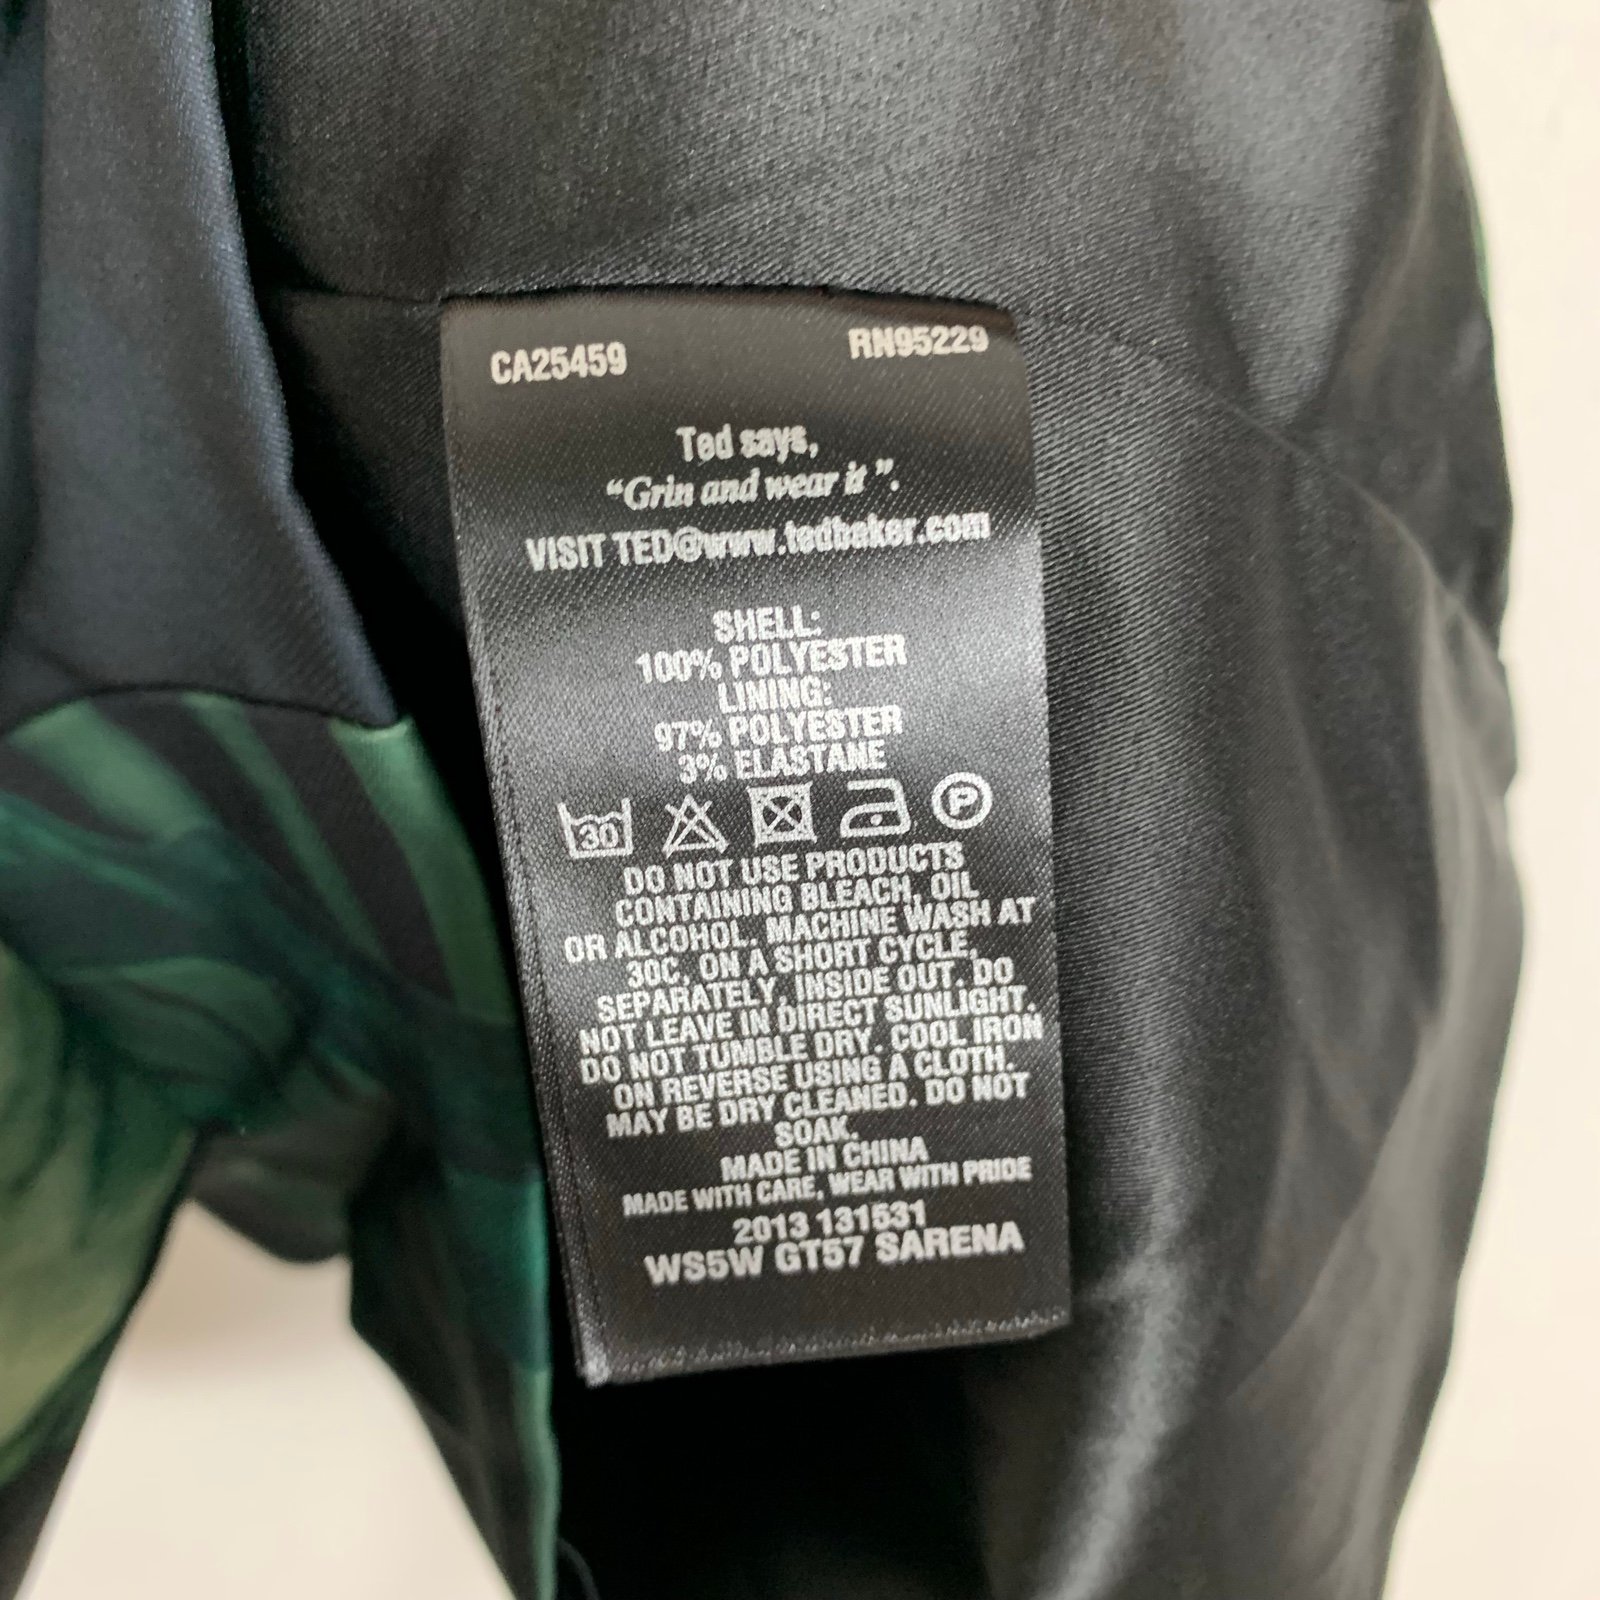 CA25459 RN95229
Ted says,
“Grin and wear it”.
VISIT TED@www.tedbaker.com
SHELL:
100% POLYESTER
LINING:
97% POLYESTER
3% ELASTANE
30 P
DO NOT USE PRODUCTS
CONTAINING BLEACH, OIL
OR ALCOHOL. MACHINE WASH AT
30C, ON A SHORT CYCLE,
SEPARATELY, INSIDE OUT. DO
NOT LEAVE IN DIRECT SUNLIGHT.
DO NOT TUMBLE DRY. COOL IRON
ON REVERSE USING A CLOTH.
MAY BE DRY CLEANED. DO NOT
SOAK.
MADE IN CHINA
MADE WITH CARE, WEAR WITH PRIDE
2013 131531
WS5W GT57 SARENA